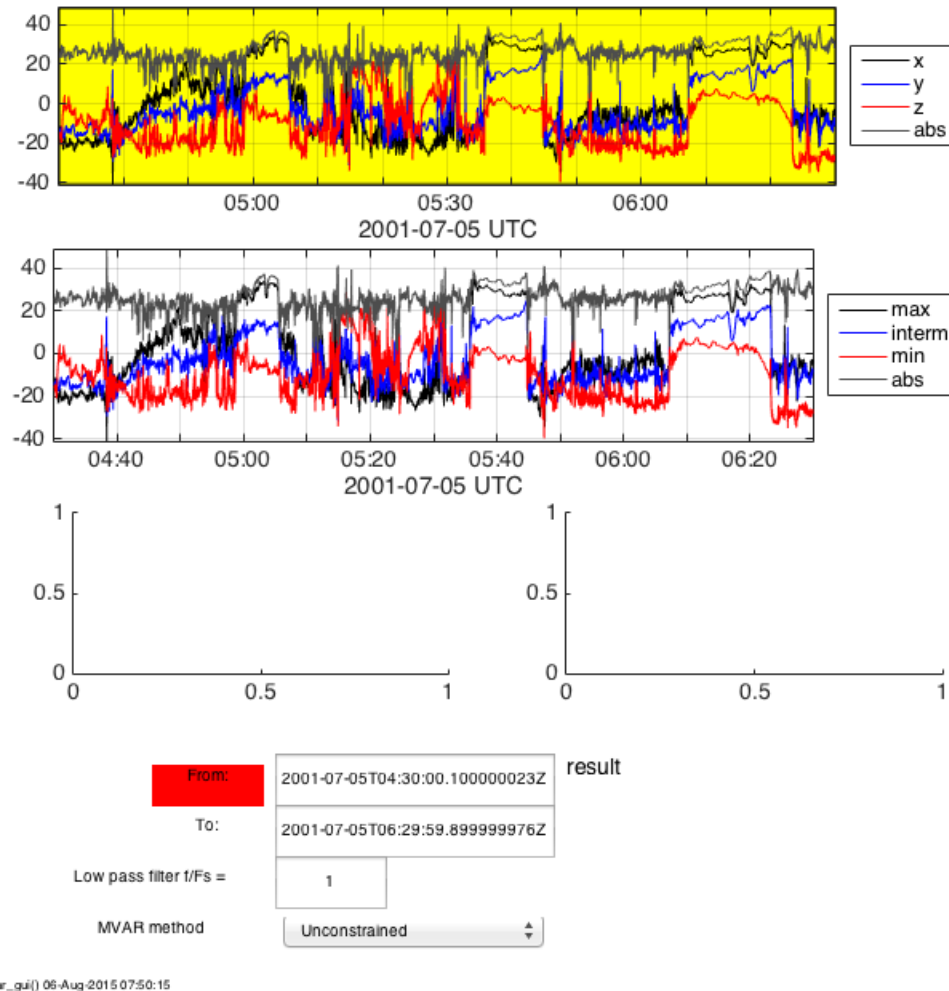 40
20
0
-20
-40
x
y
z
abs
05:00 05:30 06:00
2001-07-05 UTC
40
20
0
-20
-40
max
interm
min
abs
04:40 05:00 05:20 05:40 06:00 06:20
2001-07-05 UTC
1
0.5
0
0 0.5 1
1
0.5
0
0 0.5 1
From: 2001-07-05T04:30:00.100000023Z result
To: 2001-07-05T06:29:59.899999976Z
Low pass filter f/Fs = 1
MVAR method Unconstrained
r_gui() 06-Aug-2015 07:50:15